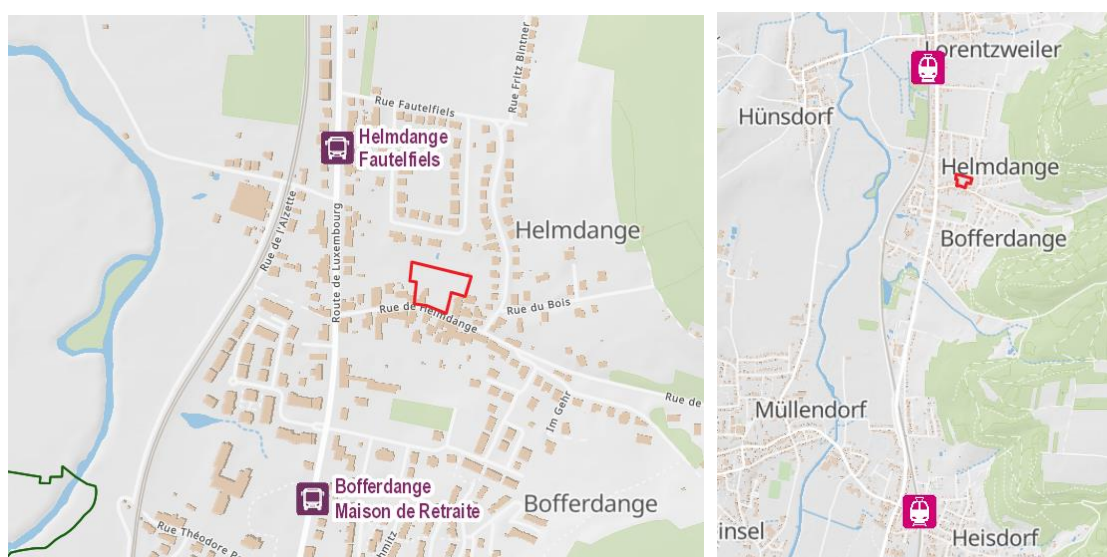 Rue Fautelfiels
Rue Fritz Bintner
Helmdange
Fautelfiels
Rue de l'Alzette
Route de Luxembourg
Helmdange
Rue de Helmdange
Rue du Bois
Rue de
Im Gehr
Bofferdange
Maison de Retraite
Bofferdange
Rue Théodore
Lorentzweiler
Hünsdorf
Helmdange
Bofferdange
Müllendorf
insel
Heisdorf